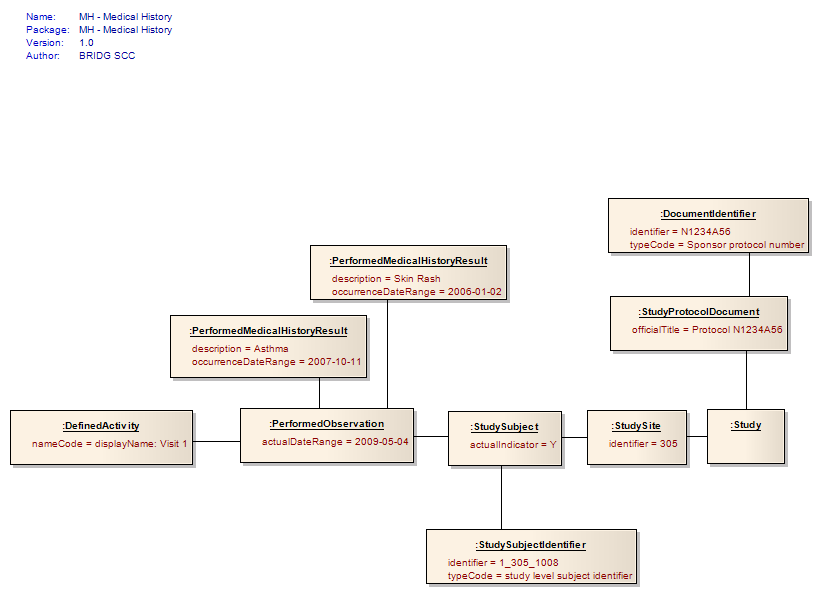 Name: MH - Medical History
Package: MH - Medical History
Version: 1.0
Author: BRIDG SCC
:DocumentIdentifier
identifier = N1234A56
typeCode = Sponsor protocol number
:PerformedMedicalHistoryResult
description = Skin Rash
occurrenceDateRange = 2006-01-02
:StudyProtocolDocument
officialTitle = Protocol N1234A56
:PerformedMedicalHistoryResult
description = Asthma
occurrenceDateRange = 2007-10-11
:DefinedActivity
nameCode = displayName: Visit 1
:PerformedObservation
actualDateRange = 2009-05-04
:StudySubject
actualIndicator = Y
:StudySite
identifier = 305
:Study
:StudySubjectIdentifier
identifier = 1_305_1008
typeCode = study level subject identifier